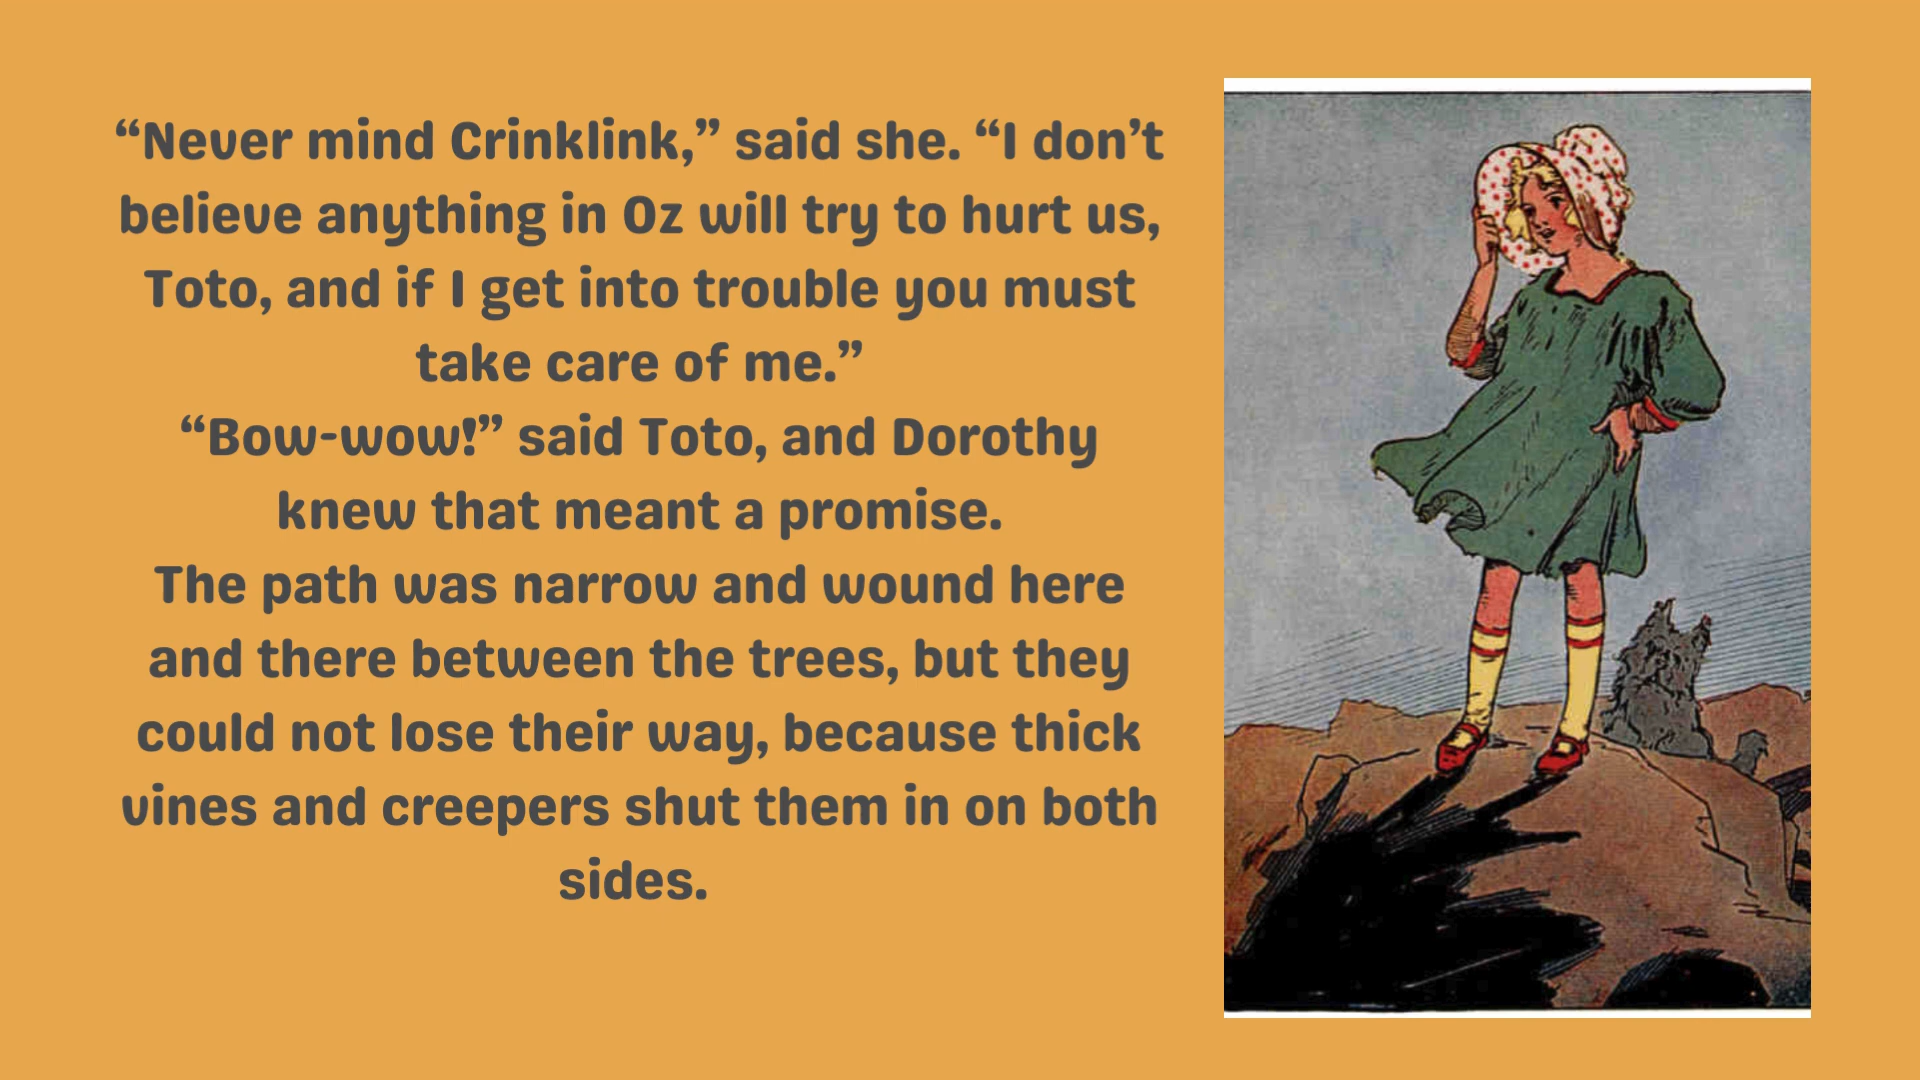 “Never mind Crinklink,” said she. “I don’t
believe anything in Oz will try to hurt us,
Toto, and if I get into trouble you must
take care of me.”
“Bow-wow!” said Toto, and Dorothy
knew that meant a promise.
The path was narrow and wound here
and there between the trees, but they
could not lose their way, because thick
vines and creepers shut them in on both
sides.